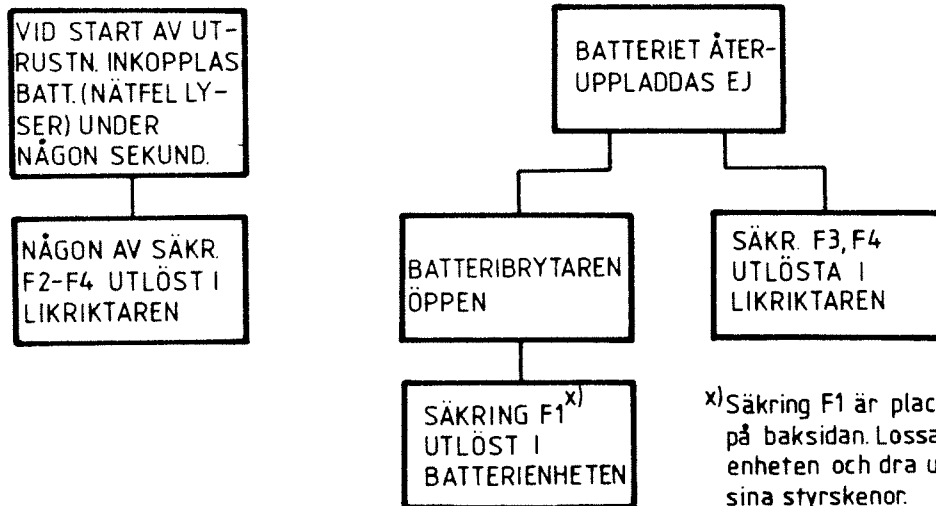 VID START AV UT-
RUSTN. INKOPPLAS
BATT. (NÄTFEL LY-
SER) UNDER
NÅGON SEKUND.
NÅGON AV SÄKR.
F2-F4 UTLÖST I
LIKRIKTAREN
BATTERIET ÅTER-
UPPLADDAS EJ
BATTERIBRYTAREN
ÖPPEN
SÄKRING F1 x)
UTLÖST I
BATTERIENHETEN
SÄKR. F3, F4
UTLÖSTA I
LIKRIKTAREN
x) Säkring F1 är plac
på baksidan. Lossa
enheten och dra u
sina styrskenor.